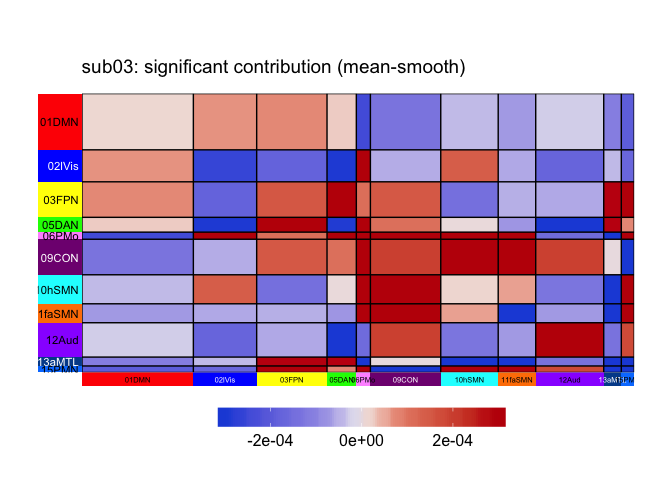 sub03: significant contribution (mean-smooth)
01DMN
02lVis
03FPN
05DAN
06PMo
09CON
10hSMN
11faSMN
12Aud
13aMTL
15PMN
01DMN 02lVis 03FPN 05DAN 06PMo 09CON 10hSMN 11faSMN 12Aud 13aMTL
-2e-04 0e+00 2e-04